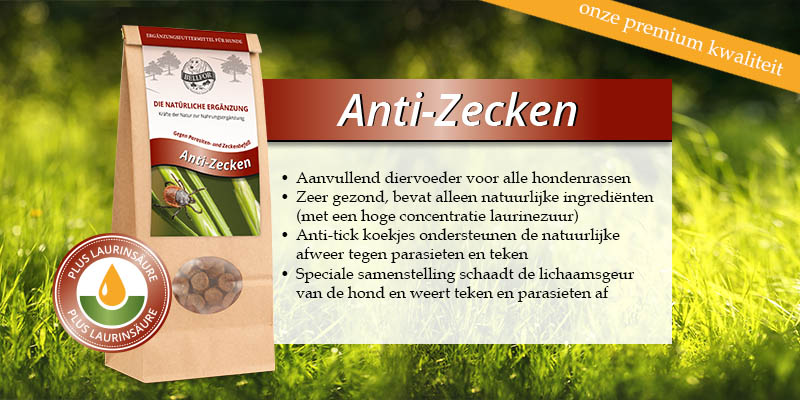 onze premium kwaliteit
ERGÄNZUNGSFUTTERMITTEL FÜR HUNDE
BELLFOR
DIE NATÜRLICHE ERGÄNZUNG
Kräfte der Natur zur Nahrungsergänzung
Gegen Parasiten- und Zeckenbefall
Anti-Zecken
PLUS LAURINSÄURE
PLUS LAURINSÄURE
Anti-Zecken
• Aanvullend diervoeder voor alle hondenrassen
• Zeer gezond, bevat alleen natuurlijke ingrediënten
(met een hoge concentratie laurinezuur)
• Anti-tick koekjes ondersteunen de natuurlijke
afweer tegen parasieten en teken
• Speciale samenstelling schaadt de lichaamsgeur
van de hond en weert teken en parasieten af